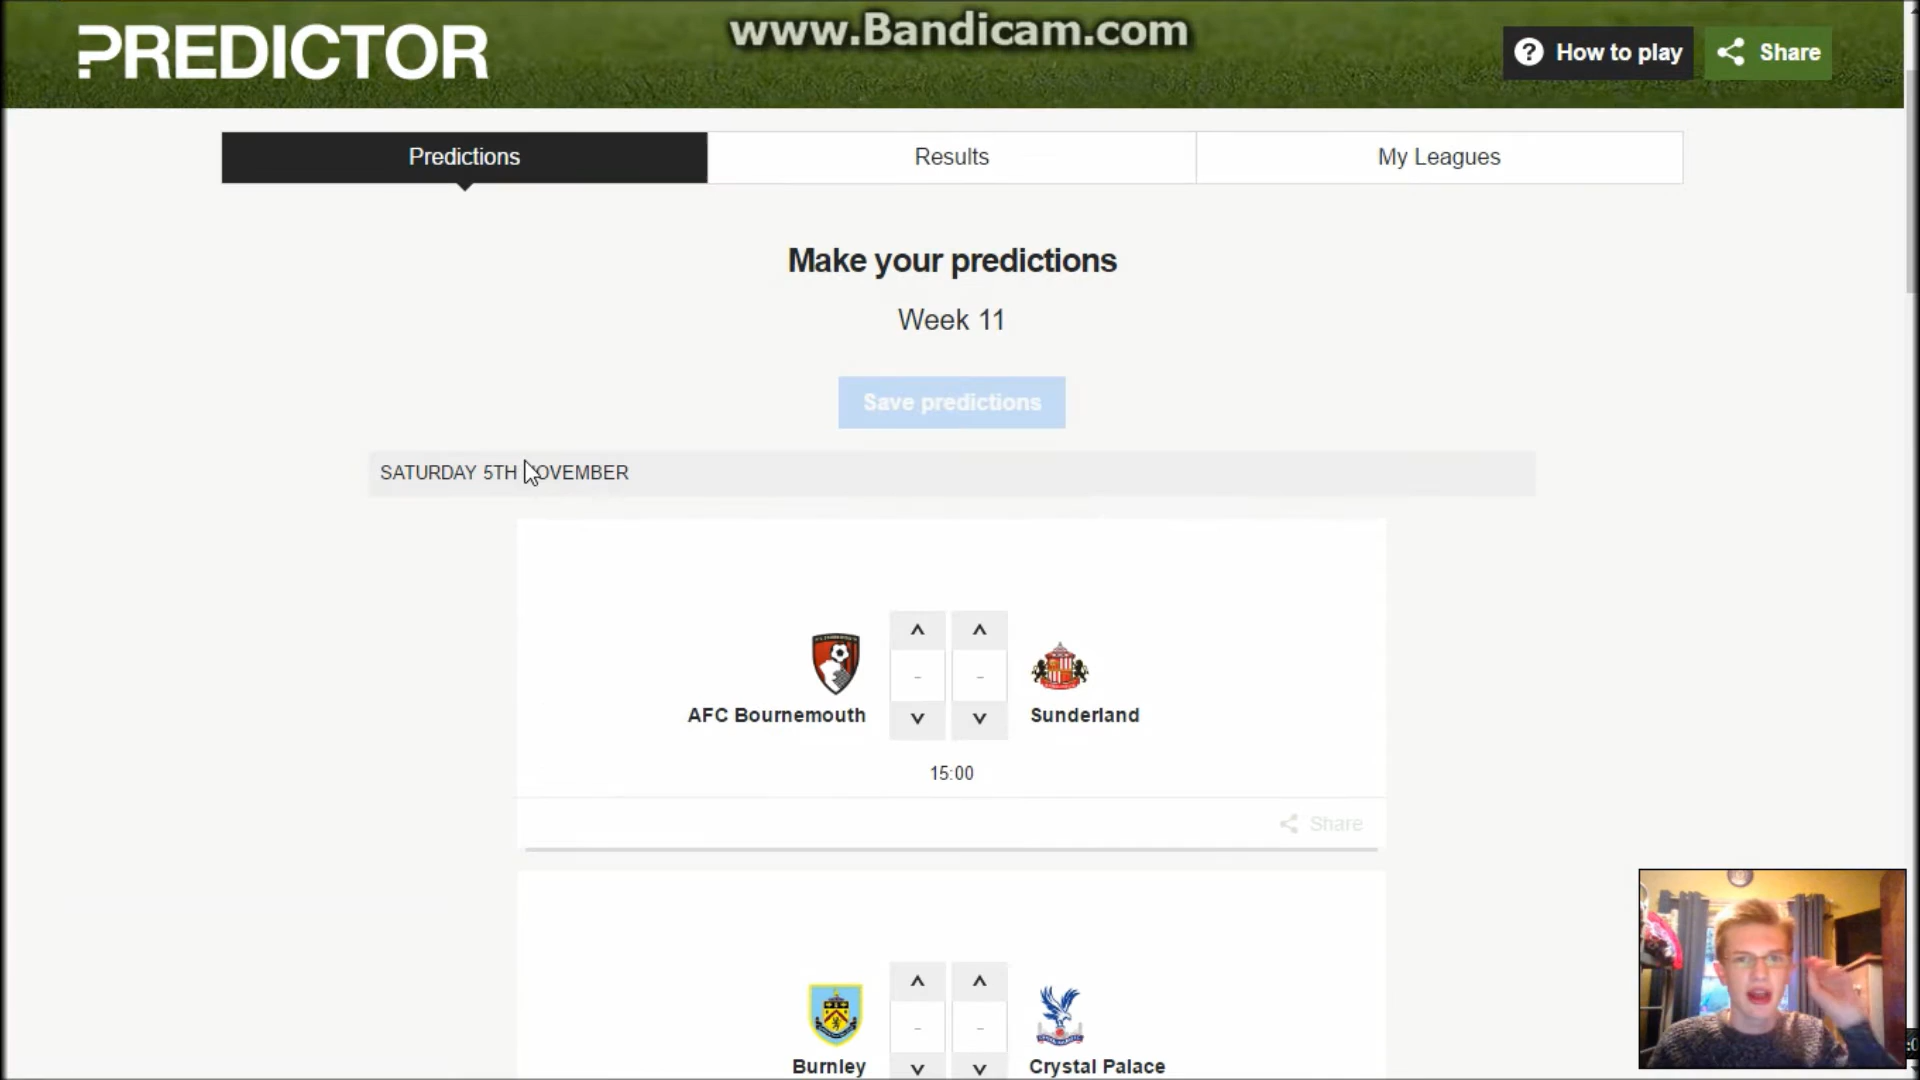 www.Bandicam.com
PREDICTOR
How to play
Share
Predictions
Results
My Leagues
Make your predictions
Week 11
Save predictions
SATURDAY 5TH NOVEMBER
AFC Bournemouth
-
-
Sunderland
15:00
Share
Burnley
-
-
Crystal Palace